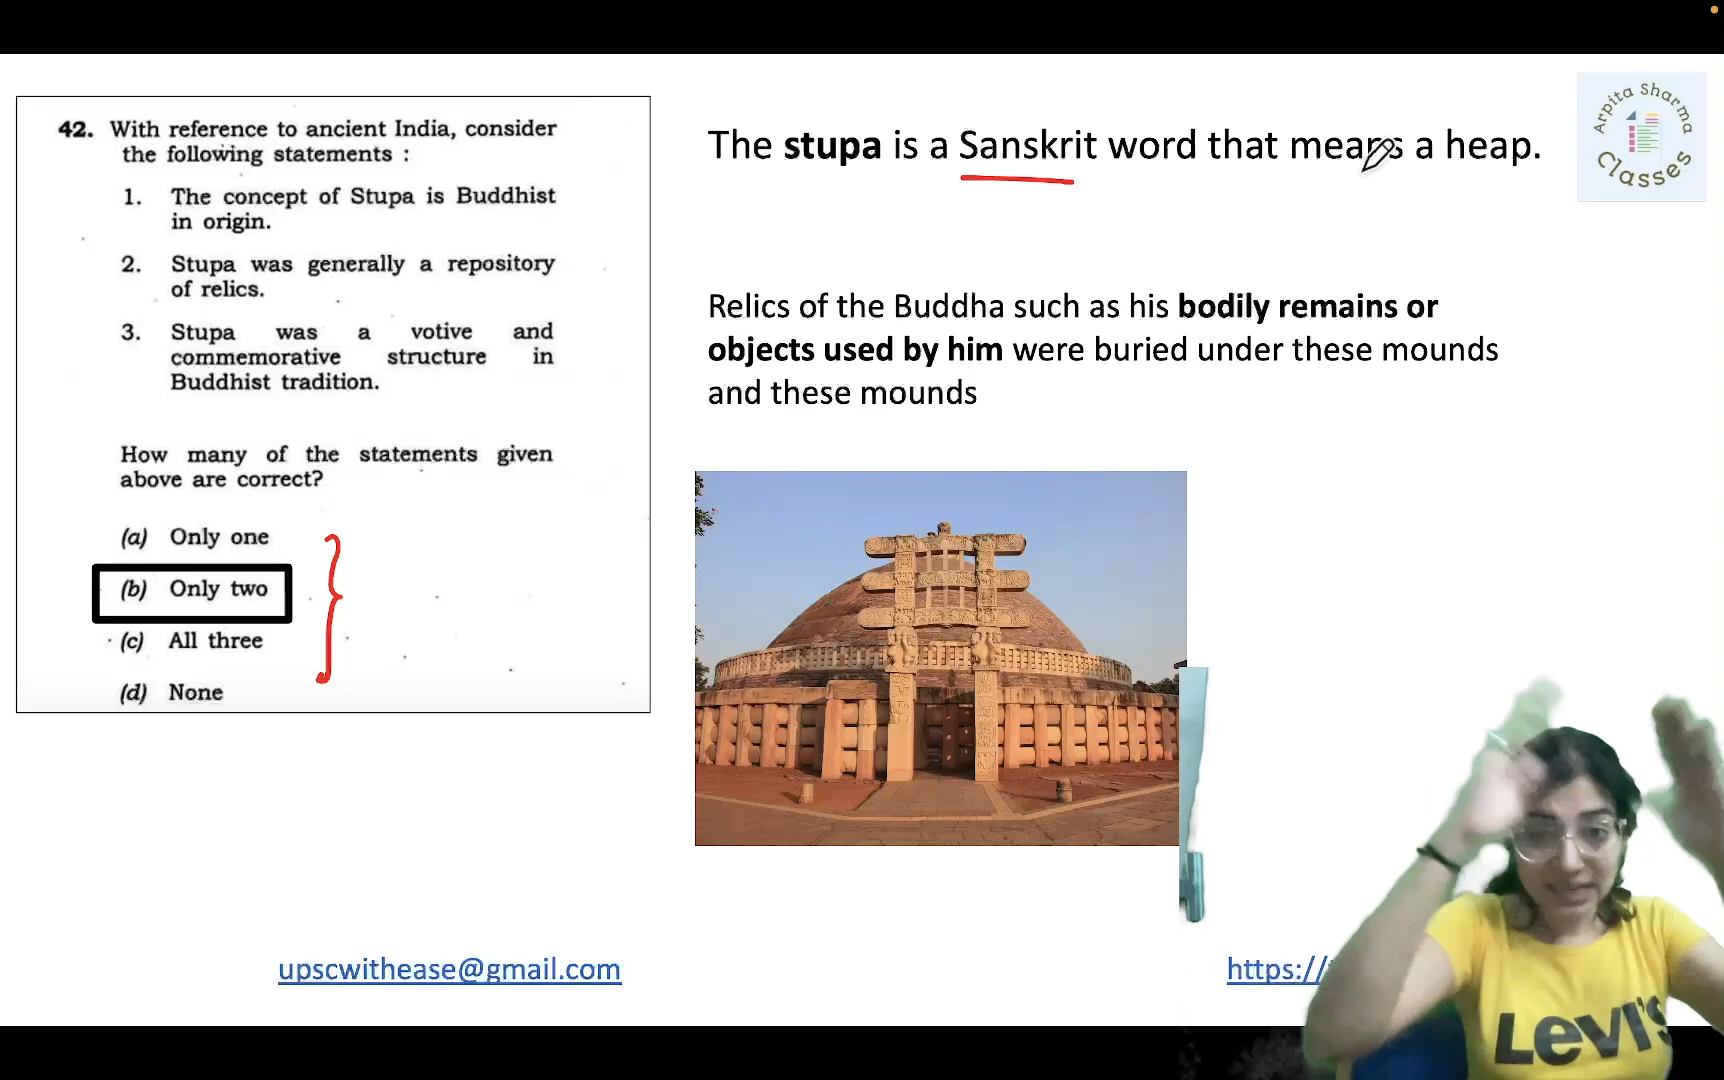 42. With reference to ancient India, consider
the following statements :
1. The concept of Stupa is Buddhist
in origin.
2. Stupa was generally a repository
of relics.
3. Stupa was a votive and
commemorative structure in
Buddhist tradition.
How many of the statements given
above are correct?
(a) Only one
(b) Only two
(c) All three
(d) None
The stupa is a Sanskrit word that means a heap.
Relics of the Buddha such as his bodily remains or
objects used by him were buried under these mounds
and these mounds
Arpita Sharma
Classes
upscwithease@gmail.com
https://
LEVI'S